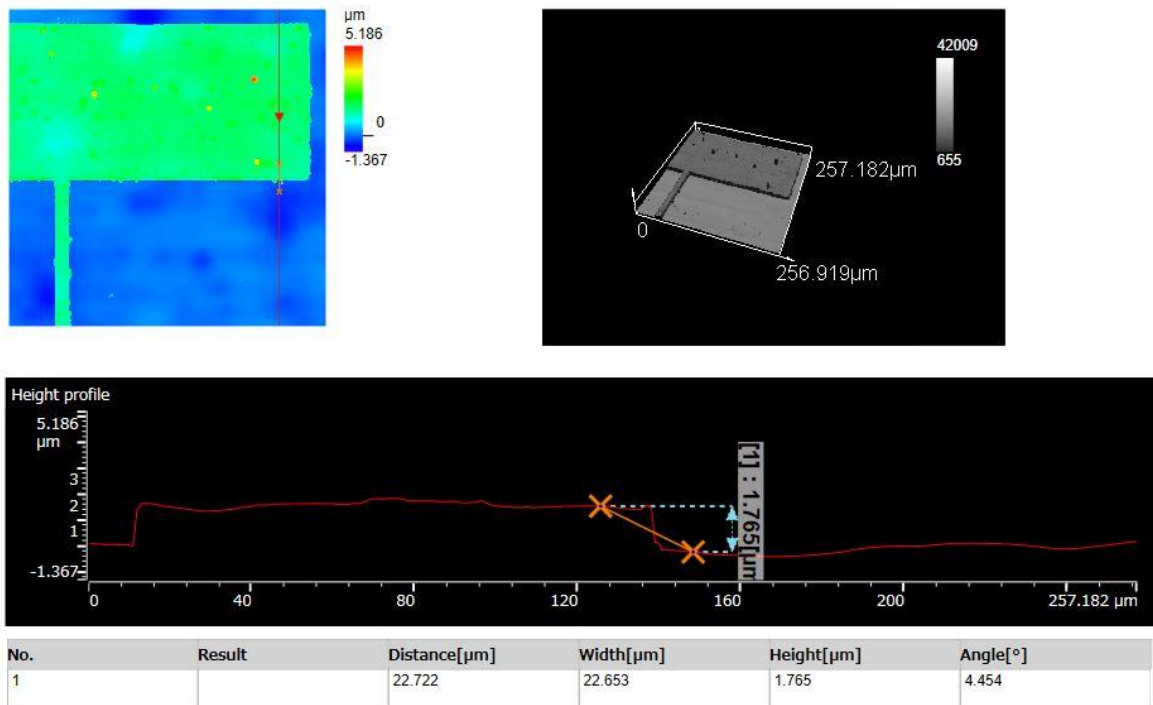 µm
5.186
0
-1.367
42009
655
257.182µm
0
256.919µm
Height profile
5.186
µm
3
2
1
-1.367
[1] : 1.765[µm
0 40 80 120 160 200 257.182 µm
No. Result Distance[µm] Width[µm] Height[µm] Angle[°]
1 22.722 22.653 1.765 4.454